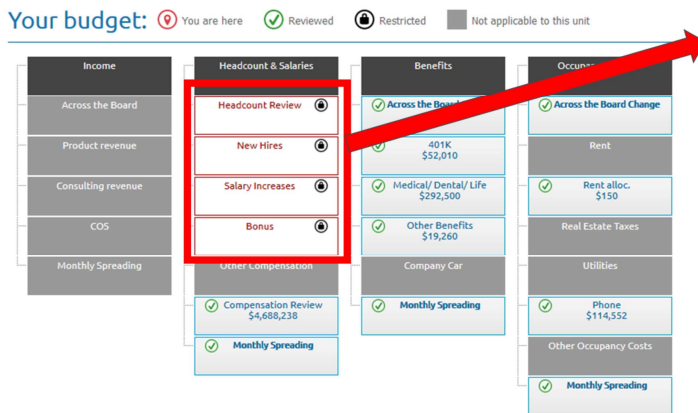 Your budget: You are here Reviewed Restricted Not applicable to this unit
Income
Across the Board
Product revenue
Consulting revenue
COS
Monthly Spreading
Headcount & Salaries
Headcount Review
New Hires
Salary Increases
Bonus
Other Compensation
Compensation Review
$4,688,238
Monthly Spreading
Benefits
Across the
401K
$52,010
Medical/ Dental/ Life
$292,500
Other Benefits
$19,260
Company Car
Monthly Spreading
Across the Board Change
Rent
Rent alloc.
$150
Real Estate Taxes
Utilities
Phone
$114,552
Other Occupancy Costs
Monthly Spreading